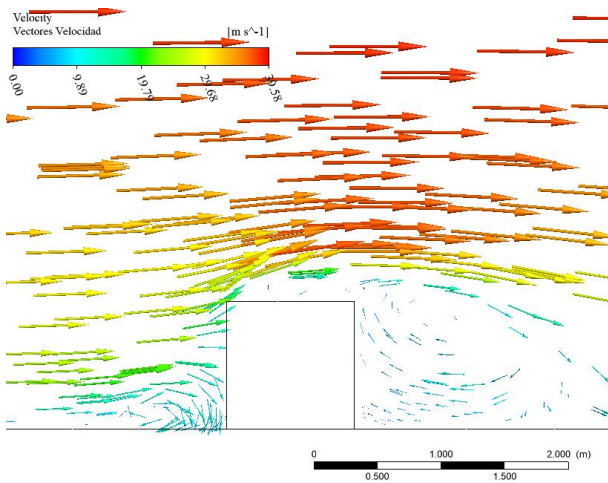 Velocity
Vectores Velocidad
[m s^-1]
0.00
9.89
19.79
29.68
39.58
0
1.000
2.000 (m)
0.500
1.500